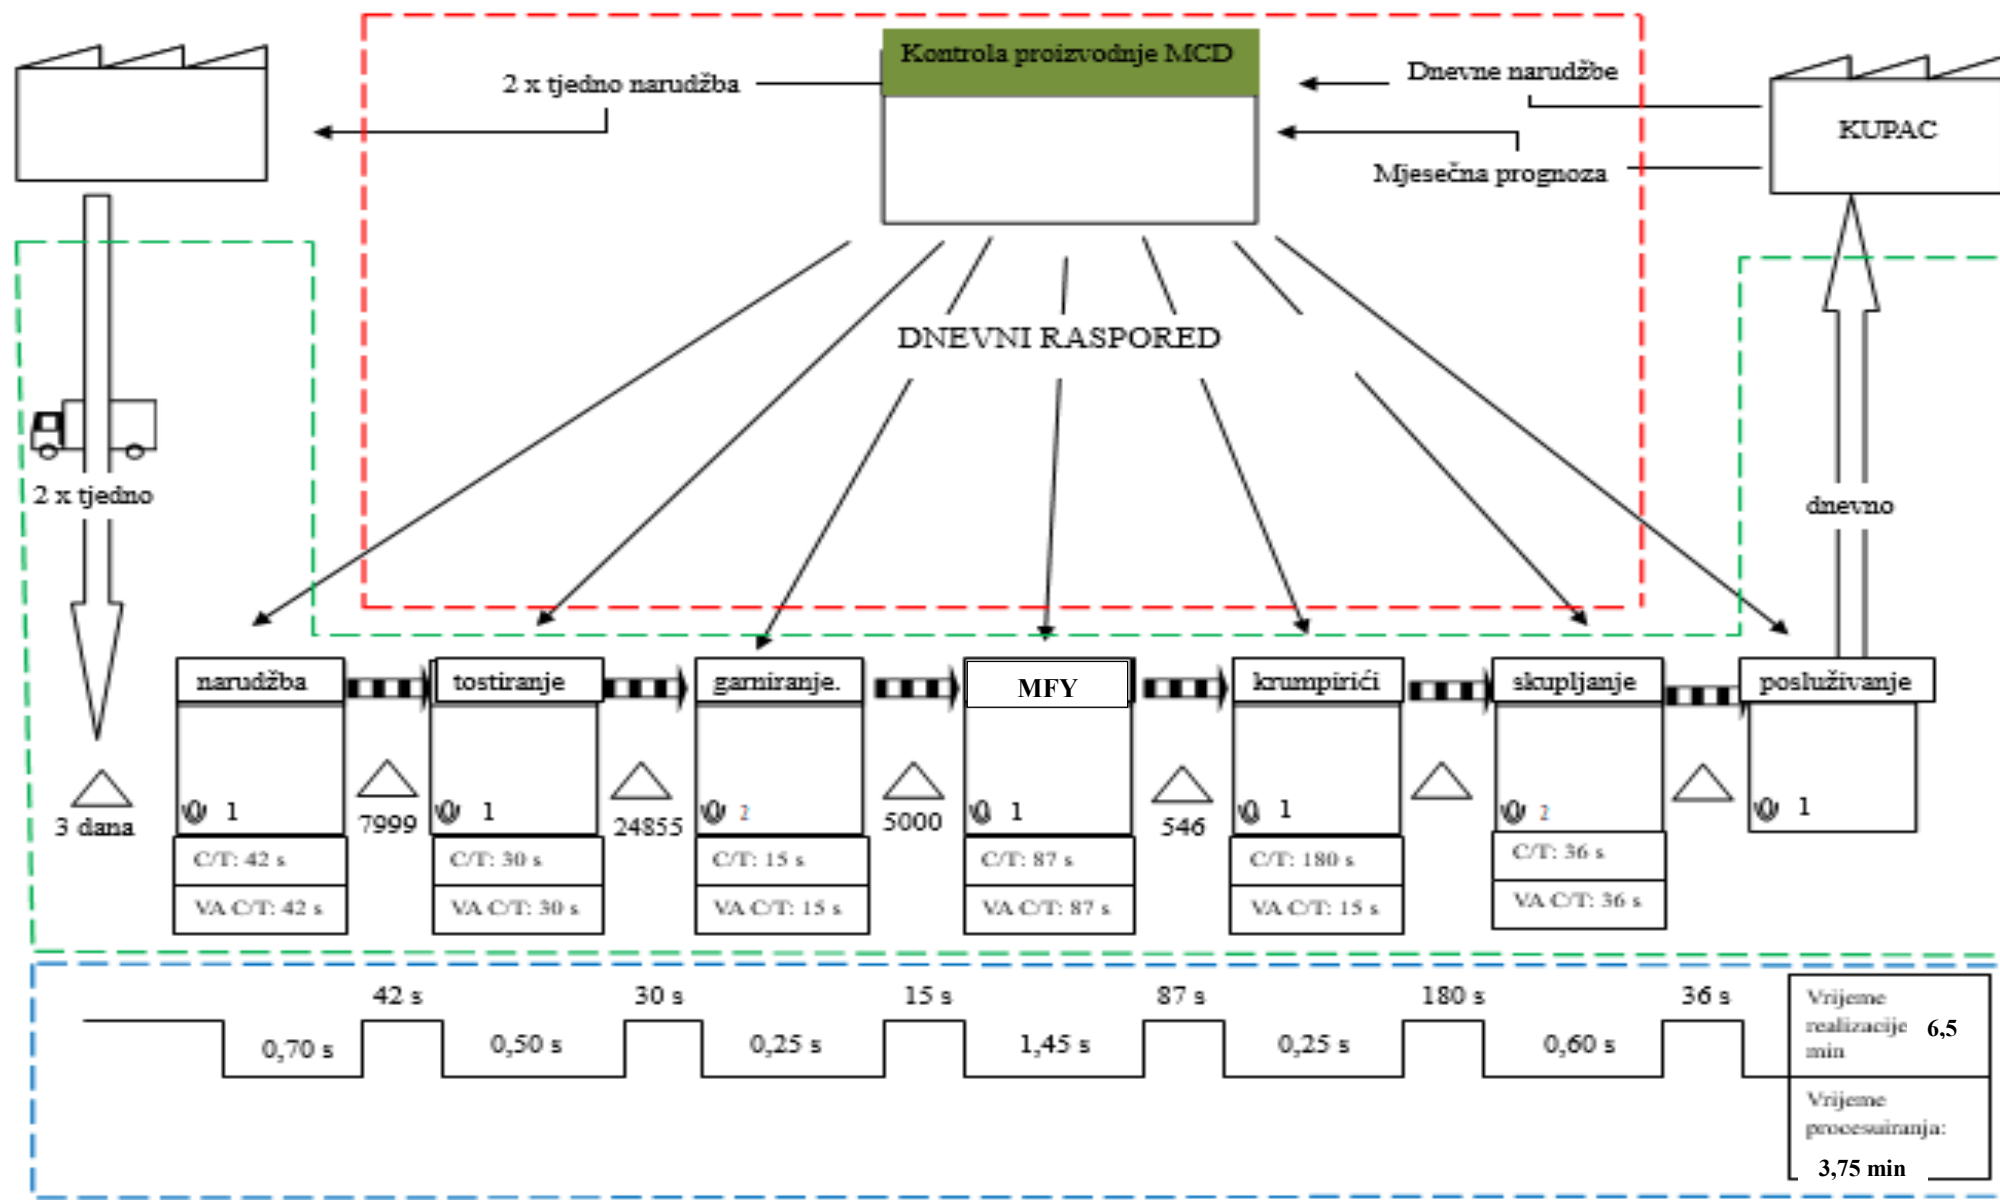 Kontrola proizvodnje MCD
2 x tjedno narudžba
Dnevne narudžbe
KUPAC
Mjesečna prognoza
DNEVNI RASPORED
2 x tjedno
dnevno
narudžba
tostiranje
garniranje.
MFY
krumpirići
skupljanje
posluživanje
3 dana
1
7999
1
24855
2
5000
1
546
1
2
1
C/T: 42 s
C/T: 30 s
C/T: 15 s
C/T: 87 s
C/T: 180 s
C/T: 36 s
VA C/T: 42 s
VA C/T: 30 s
VA C/T: 15 s
VA C/T: 87 s
VA C/T: 15 s
VA C/T: 36 s
42 s
30 s
15 s
87 s
180 s
36 s
0,70 s
0,50 s
0,25 s
1,45 s
0,25 s
0,60 s
Vrijeme
realizacije 6,5
min
Vrijeme
procesuiranja:
3,75 min